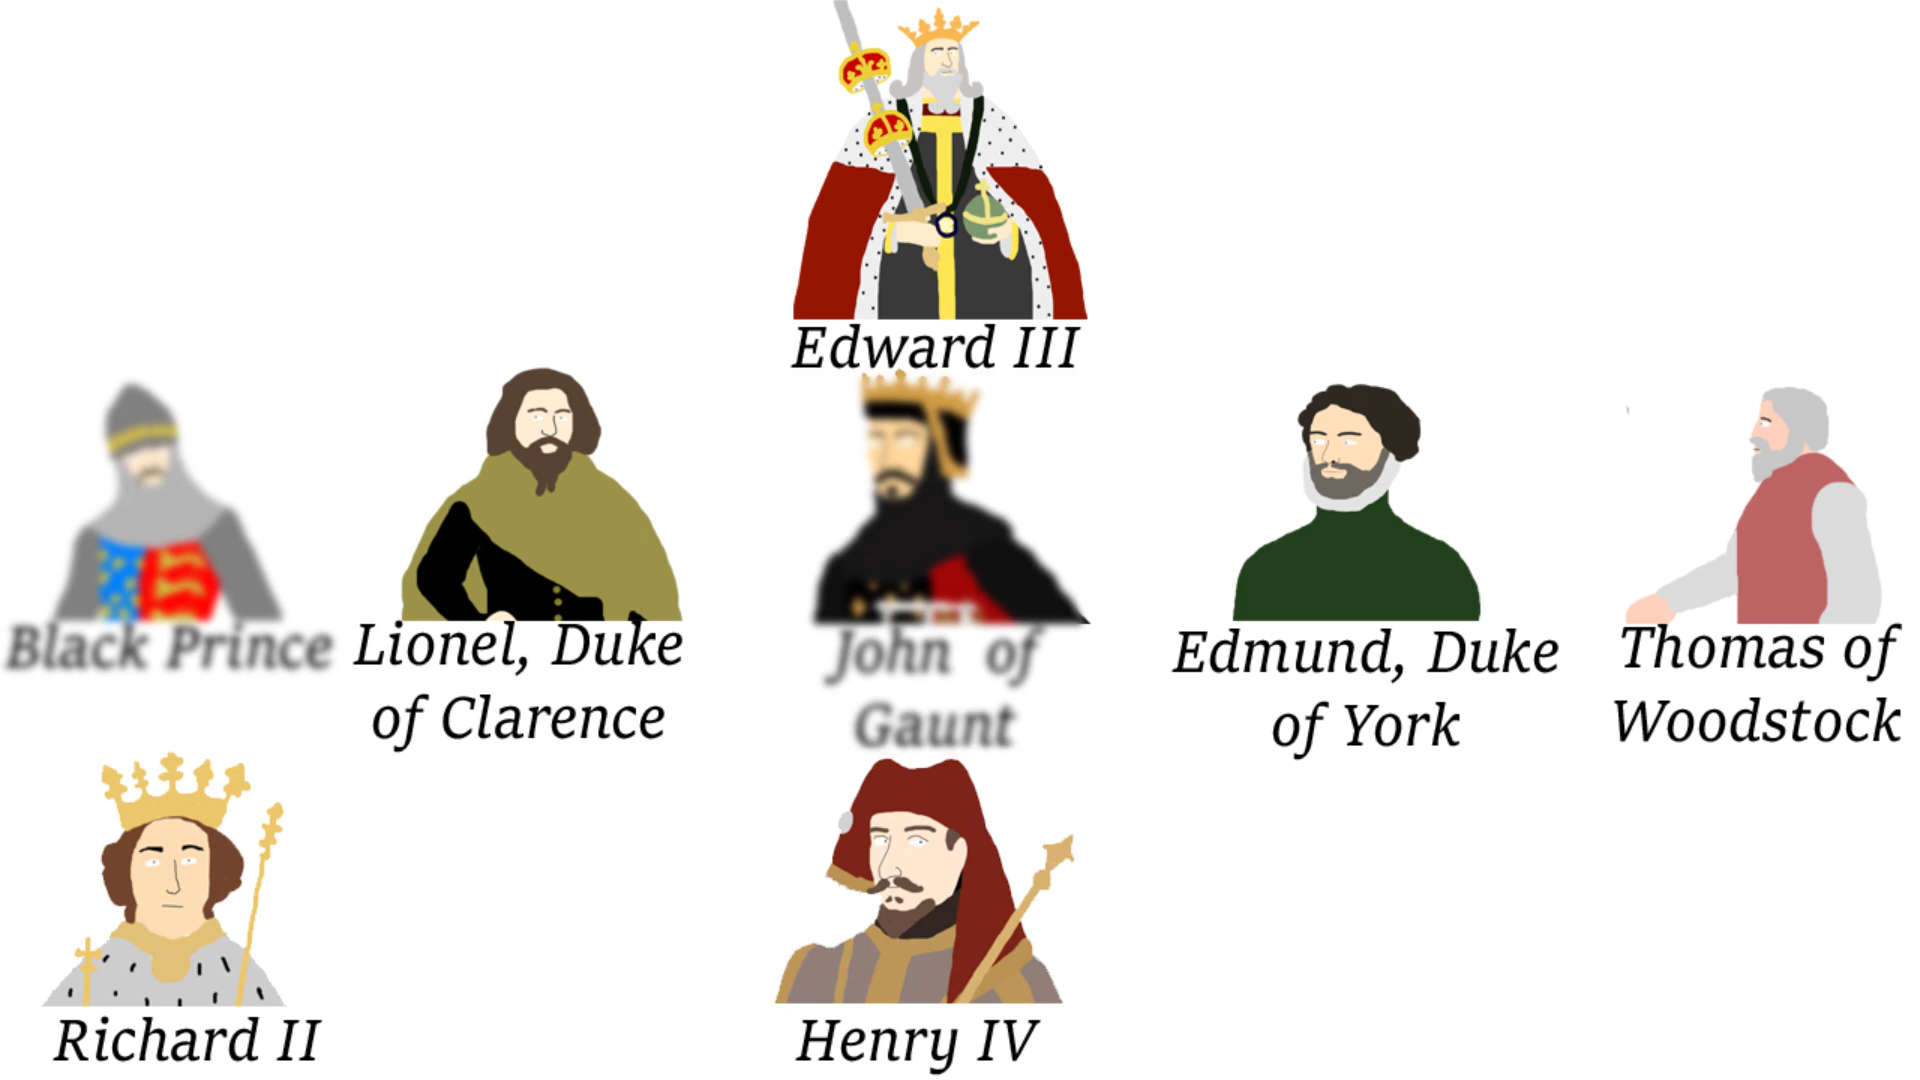 Edward III
Black Prince
Lionel, Duke
of Clarence
John of
Gaunt
Edmund, Duke
of York
Thomas of
Woodstock
Richard II
Henry IV